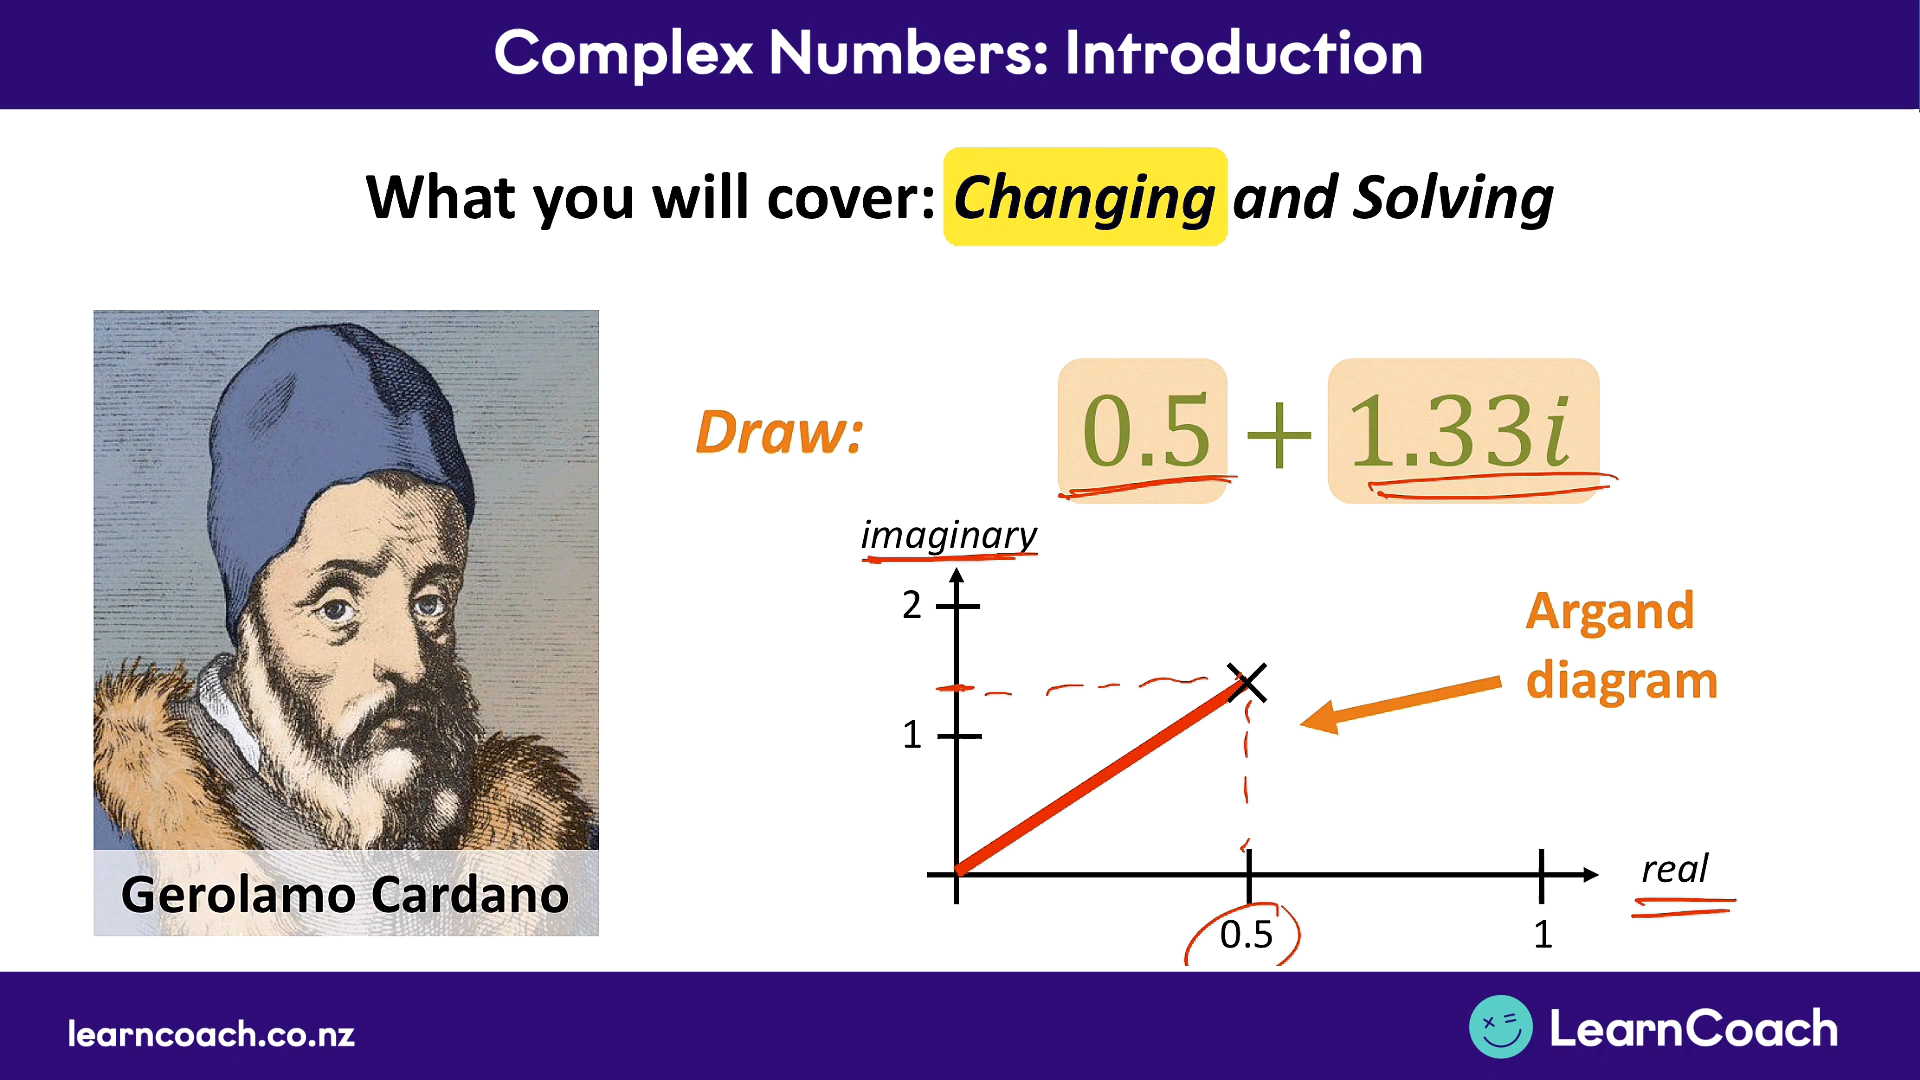 Complex Numbers: Introduction
What you will cover: Changing and Solving
Draw:
0.5 + 1.33i
imaginary
2
1
Argand
diagram
real
0.5
1
Gerolamo Cardano
learncoach.co.nz
LearnCoach